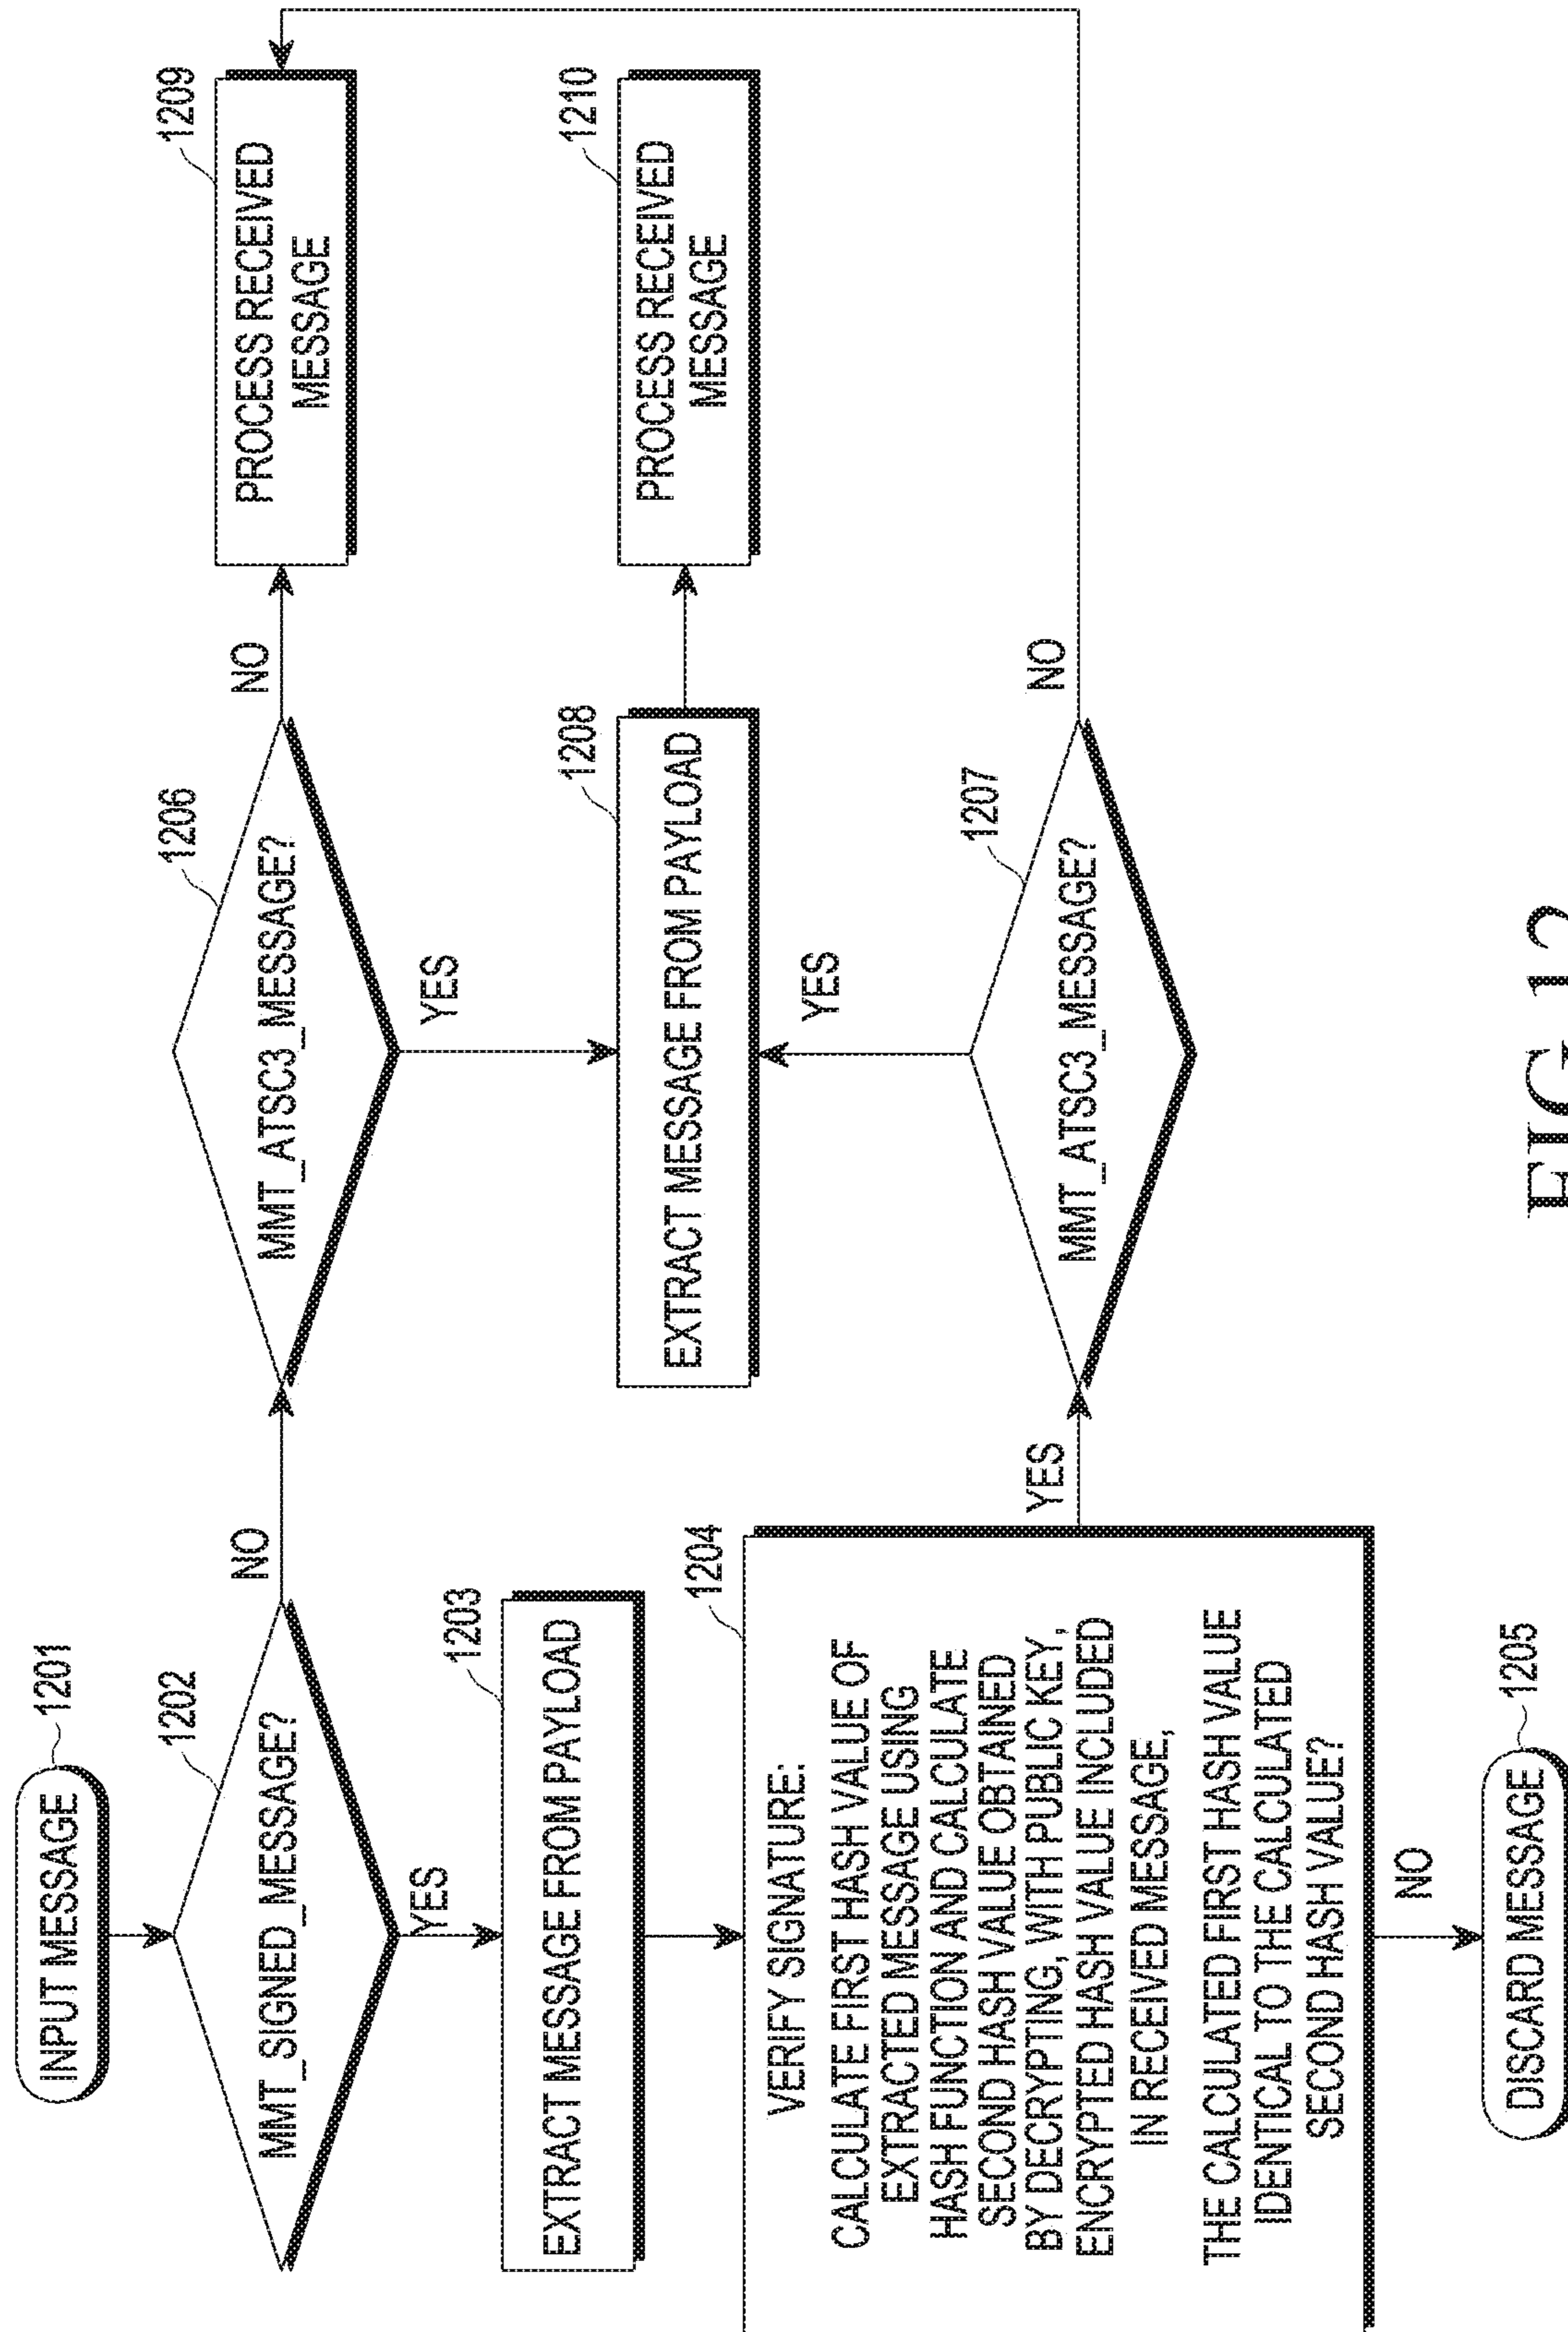 INPUT MESSAGE
1201
MMT_SIGNED_MESSAGE?
1202
NO
YES
EXTRACT MESSAGE FROM PAYLOAD
1203
VERIFY SIGNATURE:
CALCULATE FIRST HASH VALUE OF
EXTRACTED MESSAGE USING
HASH FUNCTION AND CALCULATE
SECOND HASH VALUE OBTAINED
BY DECRYPTING, WITH PUBLIC KEY,
ENCRYPTED HASH VALUE INCLUDED
IN RECEIVED MESSAGE,
THE CALCULATED FIRST HASH VALUE
IDENTICAL TO THE CALCULATED
SECOND HASH VALUE?
1204
YES
NO
DISCARD MESSAGE
1205
MMT_ATSC3_MESSAGE?
1206
NO
YES
EXTRACT MESSAGE FROM PAYLOAD
1208
YES
MMT_ATSC3_MESSAGE?
1207
NO
PROCESS RECEIVED
MESSAGE
1209
PROCESS RECEIVED
MESSAGE
1210
FIG.12